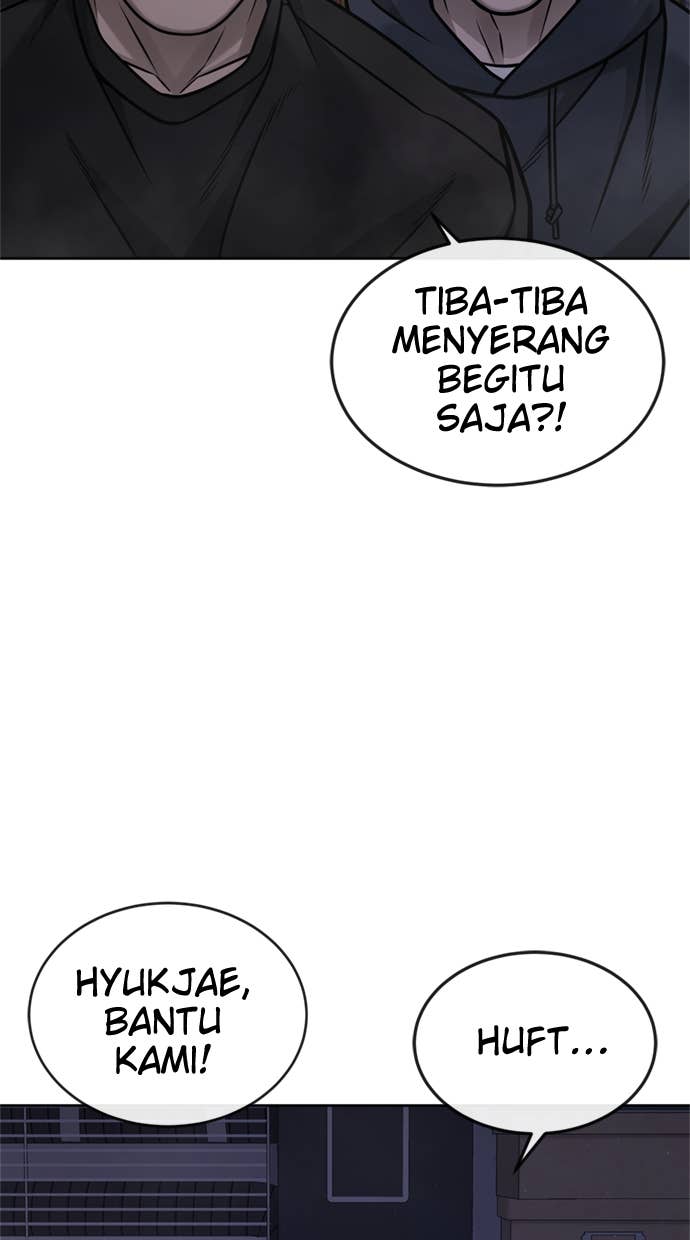 TIBA-TIBA
MENYERANG
BEGITU
SAJA?!
HYUKJAE,
BANTU
KAMI!
HUFT...